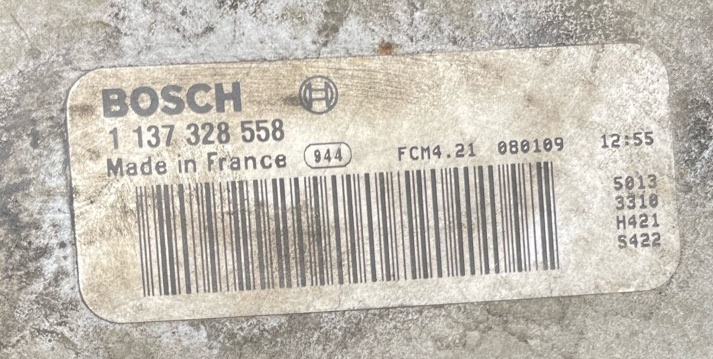 BOSCH
1 137 328 558
Made in France 944 FCM4.21 080109 12:55
5013
3310
H421
S422